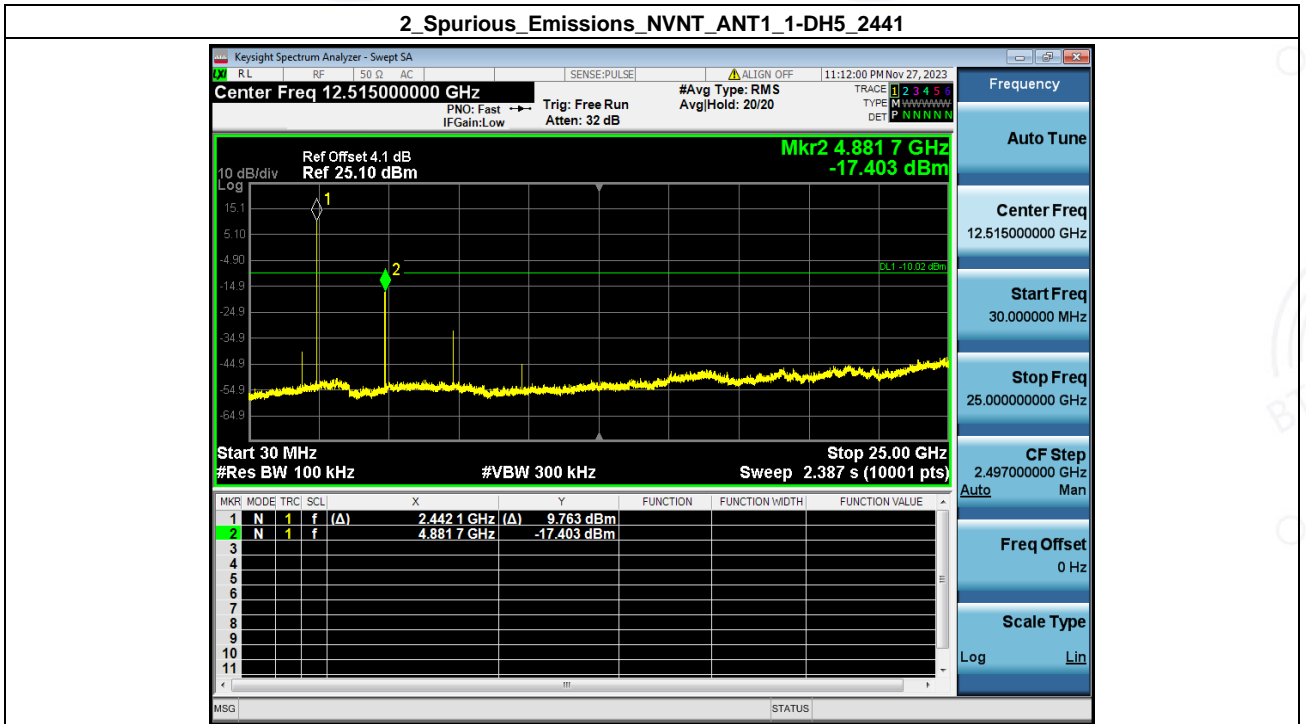 2_Spurious_Emissions_NVNT_ANT1_1-DH5_2441
Keysight Spectrum Analyzer - Swept SA
LXI RL RF 50 Ω AC SENSE:PULSE ALIGN OFF 11:12:00 PM Nov 27, 2023
Center Freq 12.515000000 GHz #Avg Type: RMS TRACE 1 2 3 4 5 6
PNO: Fast Trig: Free Run Avg|Hold: 20/20 TYPE M WWWWW
IFGain:Low Atten: 32 dB DET P N N N N N
Mkr2 4.881 7 GHz
-17.403 dBm
Ref Offset 4.1 dB
10 dB/div Ref 25.10 dBm
Log
1
15.1
5.10
-4.90
2
DL1 -10.02 dBm
-14.9
-24.9
-34.9
-44.9
-54.9
-64.9
Start 30 MHz Stop 25.00 GHz
#Res BW 100 kHz #VBW 300 kHz Sweep 2.387 s (10001 pts)
MKR MODE TRC SCL X Y FUNCTION FUNCTION WIDTH FUNCTION VALUE
1 N 1 f (Δ) 2.442 1 GHz (Δ) 9.763 dBm
2 N 1 f 4.881 7 GHz -17.403 dBm
3
4
5
6
7
8
9
10
11
MSG STATUS
Frequency
Auto Tune
Center Freq
12.515000000 GHz
Start Freq
30.000000 MHz
Stop Freq
25.000000000 GHz
CF Step
2.497000000 GHz
Auto Man
Freq Offset
0 Hz
Scale Type
Log Lin